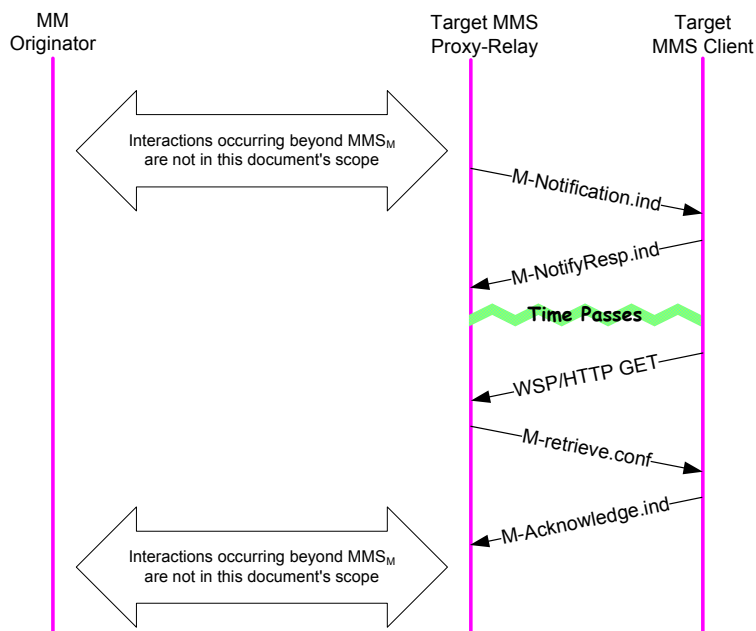 MM
Originator
Target MMS
Proxy-Relay
Target
MMS Client
Interactions occurring beyond MMSM
are not in this document's scope
M-Notification.ind
M-NotifyResp.ind
Time Passes
WSP/HTTP GET
M-retrieve.conf
M-Acknowledge.ind
Interactions occurring beyond MMSM
are not in this document's scope